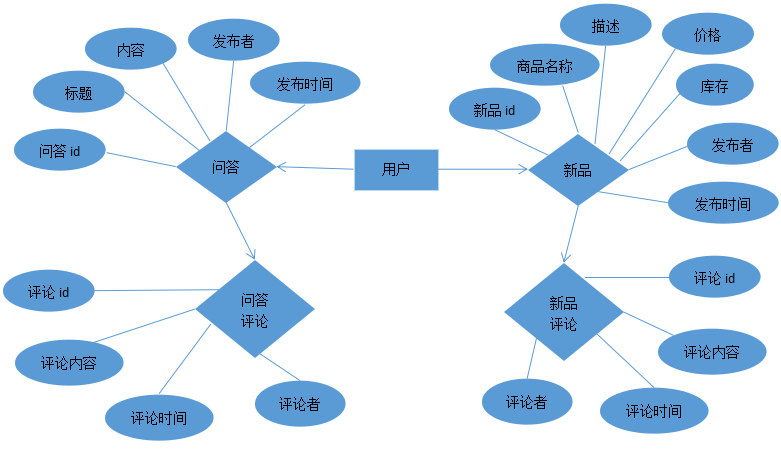 描述
发布者
价格
内容
商品名称
发布时间
库存
标题
新品 id
问答 id
发布者
问答
用户
新品
发布时间
评论 id
评论 id
问答
评论
新品
评论
评论内容
评论内容
评论时间
评论者
评论者
评论时间